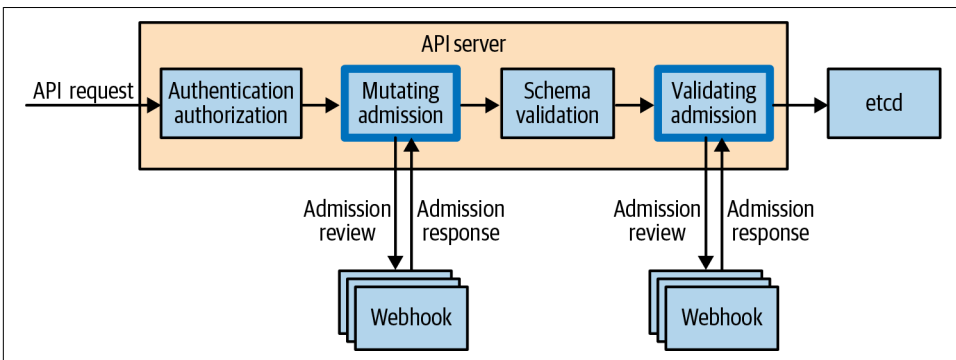 API server
API request
Authentication
authorization
Mutating
admission
Schema
validation
Validating
admission
etcd
Admission
review
Admission
response
Admission
review
Admission
response
Webhook
Webhook